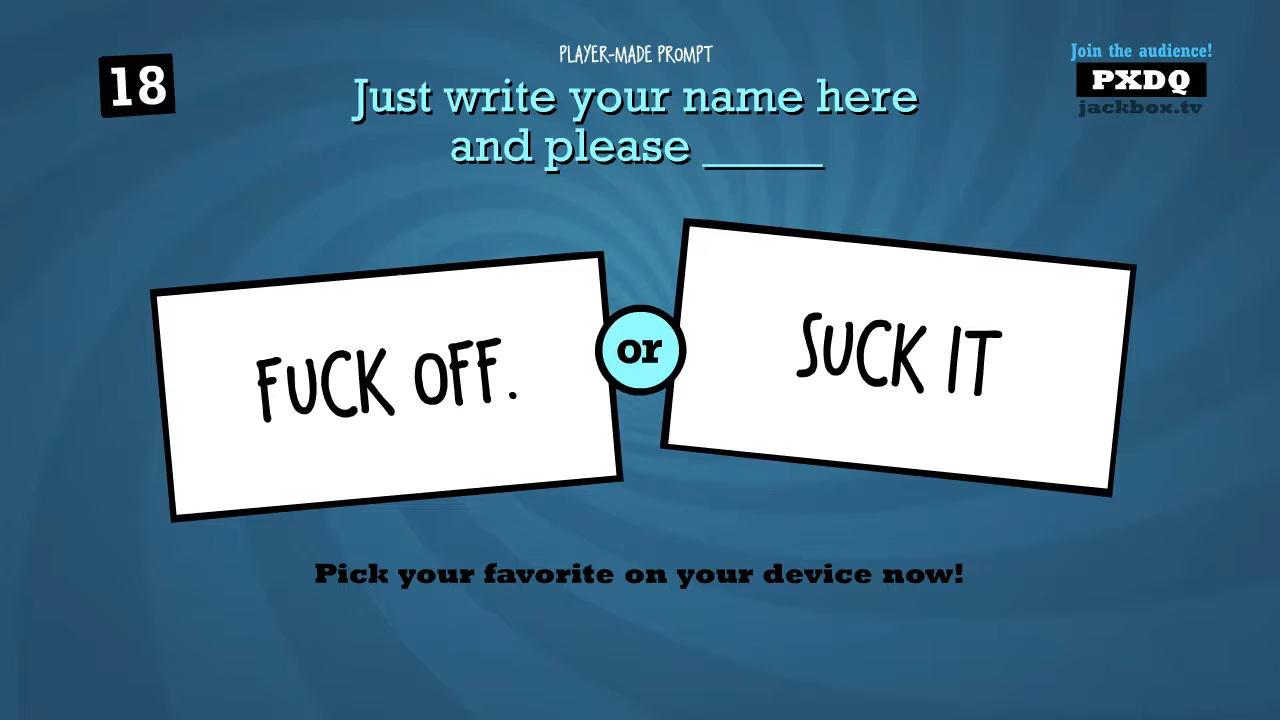 18
PLAYER-MADE PROMPT
Just write your name here
and please _____
Join the audience!
PXDQ
jackbox.tv
FUCK OFF.
or
SUCK IT
Pick your favorite on your device now!